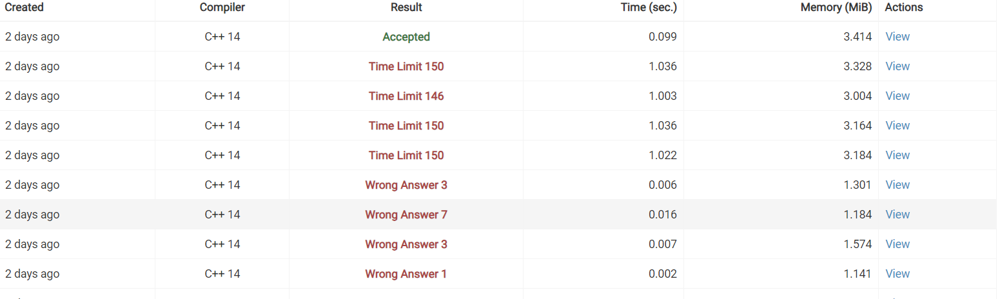 Created Compiler Result Time (sec.) Memory (MiB) Actions
2 days ago C++ 14 Accepted 0.099 3.414 View
2 days ago C++ 14 Time Limit 150 1.036 3.328 View
2 days ago C++ 14 Time Limit 146 1.003 3.004 View
2 days ago C++ 14 Time Limit 150 1.036 3.164 View
2 days ago C++ 14 Time Limit 150 1.022 3.184 View
2 days ago C++ 14 Wrong Answer 3 0.006 1.301 View
2 days ago C++ 14 Wrong Answer 7 0.016 1.184 View
2 days ago C++ 14 Wrong Answer 3 0.007 1.574 View
2 days ago C++ 14 Wrong Answer 1 0.002 1.141 View